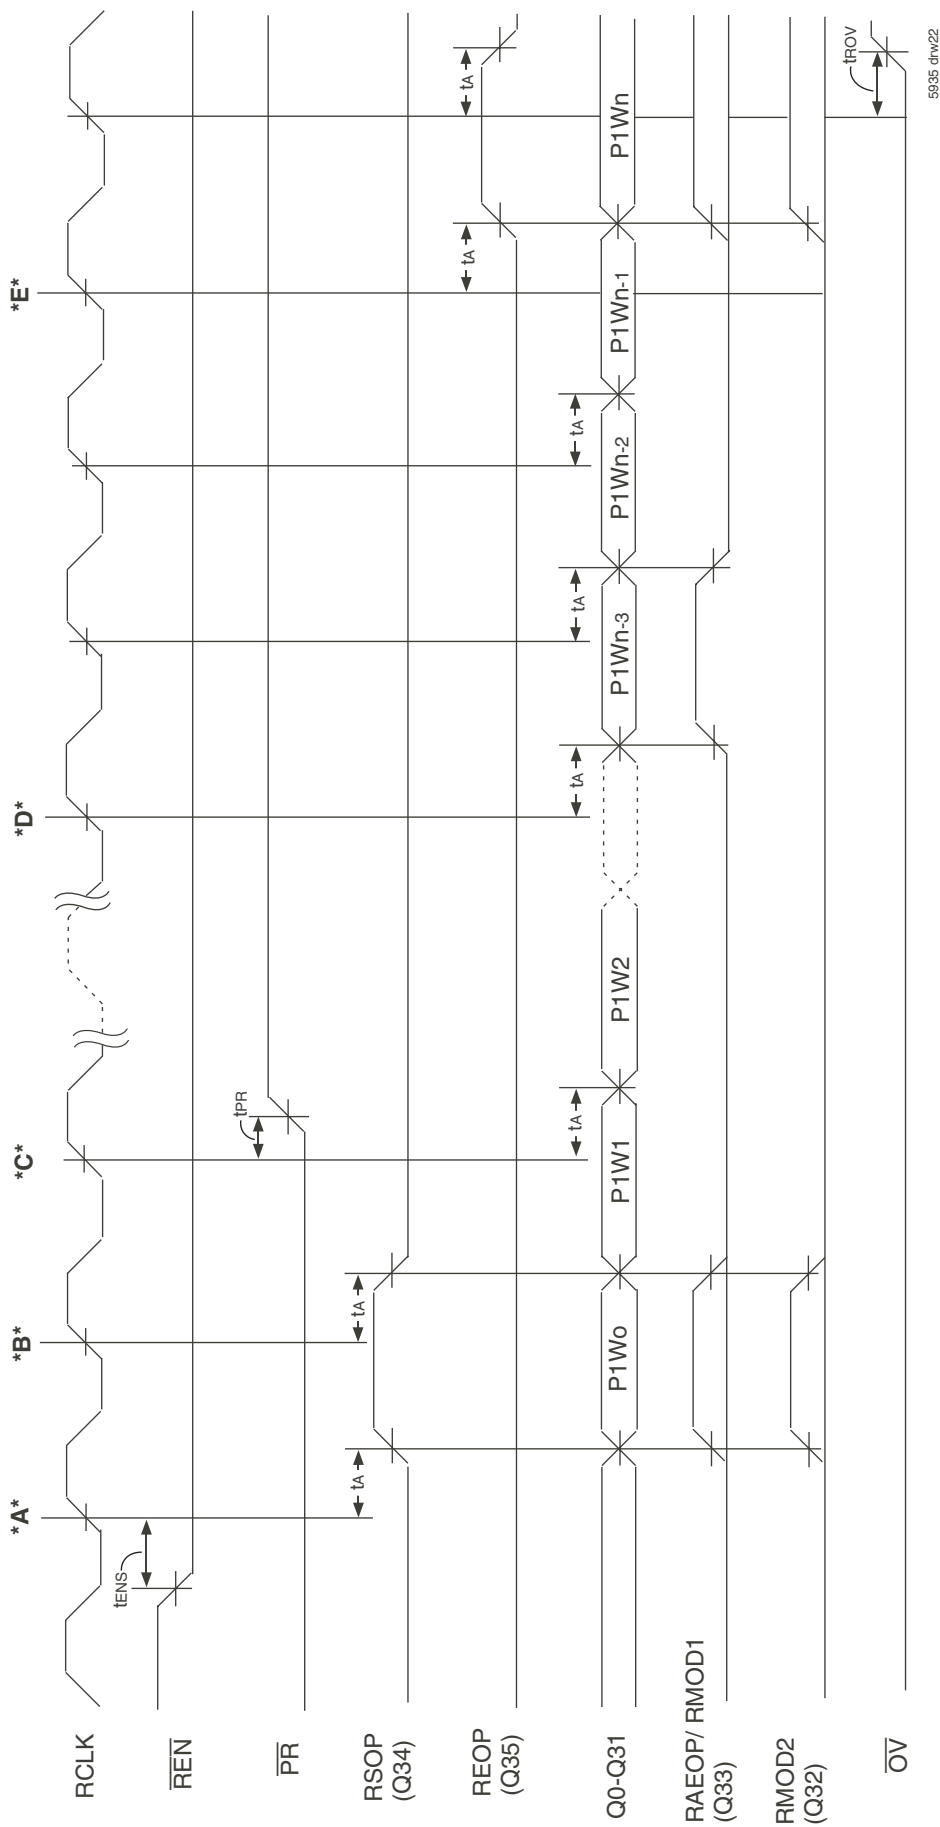 *A*
*B*
*C*
*D*
*E*
RCLK
tENS
REN
tPR
PR
RSOP
(Q34)
tA
tA
REOP
(Q35)
tA
tA
tA
tA
tA
tA
Q0-Q31
P1Wo
P1W1
P1W2
P1Wn-3
P1Wn-2
P1Wn-1
P1Wn
RAEOP/ RMOD1
(Q33)
RMOD2
(Q32)
tROV
OV
5935 drw22